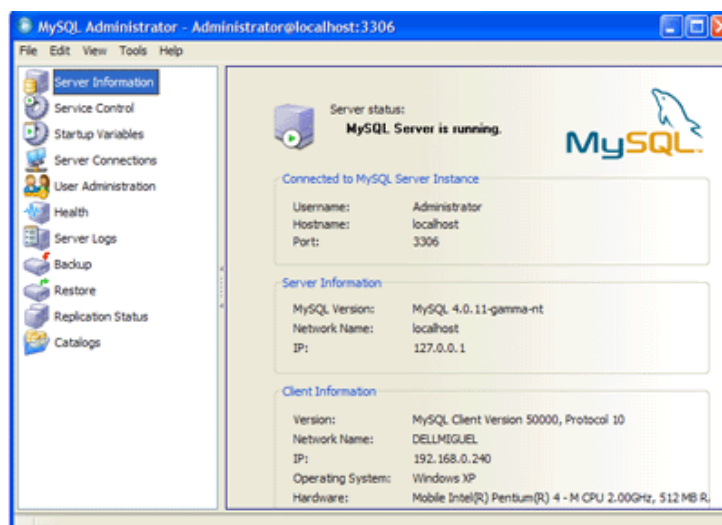 MySQL Administrator - Administrator@localhost:3306
File Edit View Tools Help
Server Information
Service Control
Startup Variables
Server Connections
User Administration
Health
Server Logs
Backup
Restore
Replication Status
Catalogs
Server status:
MySQL Server is running.
MySQL
Connected to MySQL Server Instance
Username: Administrator
Hostname: localhost
Port: 3306
Server Information
MySQL Version: MySQL 4.0.11-gamma-nt
Network Name: localhost
IP: 127.0.0.1
Client Information
Version: MySQL Client Version 50000, Protocol 10
Network Name: DELLMIGUEL
IP: 192.168.0.240
Operating System: Windows XP
Hardware: Mobile Intel(R) Pentium(R) 4 - M CPU 2.00GHz, 512 MB R